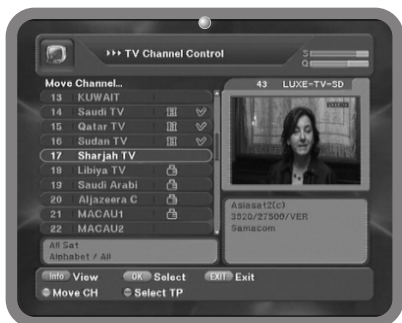 ▸▸▸ TV Channel Control
S
Q
Move Channel...
13 KUWAIT
14 Saudi TV
15 Qatar TV
16 Sudan TV
17 Sharjah TV
18 Libiya TV
19 Saudi Arabi
20 Aljazeera C
21 MACAU1
22 MACAU2
43 LUXE-TV-SD
Asiasat2(c)
3820/27500/VER
Samacom
All Sat
Alphabet / All
Info View OK Select EXIT Exit
Move CH Select TP